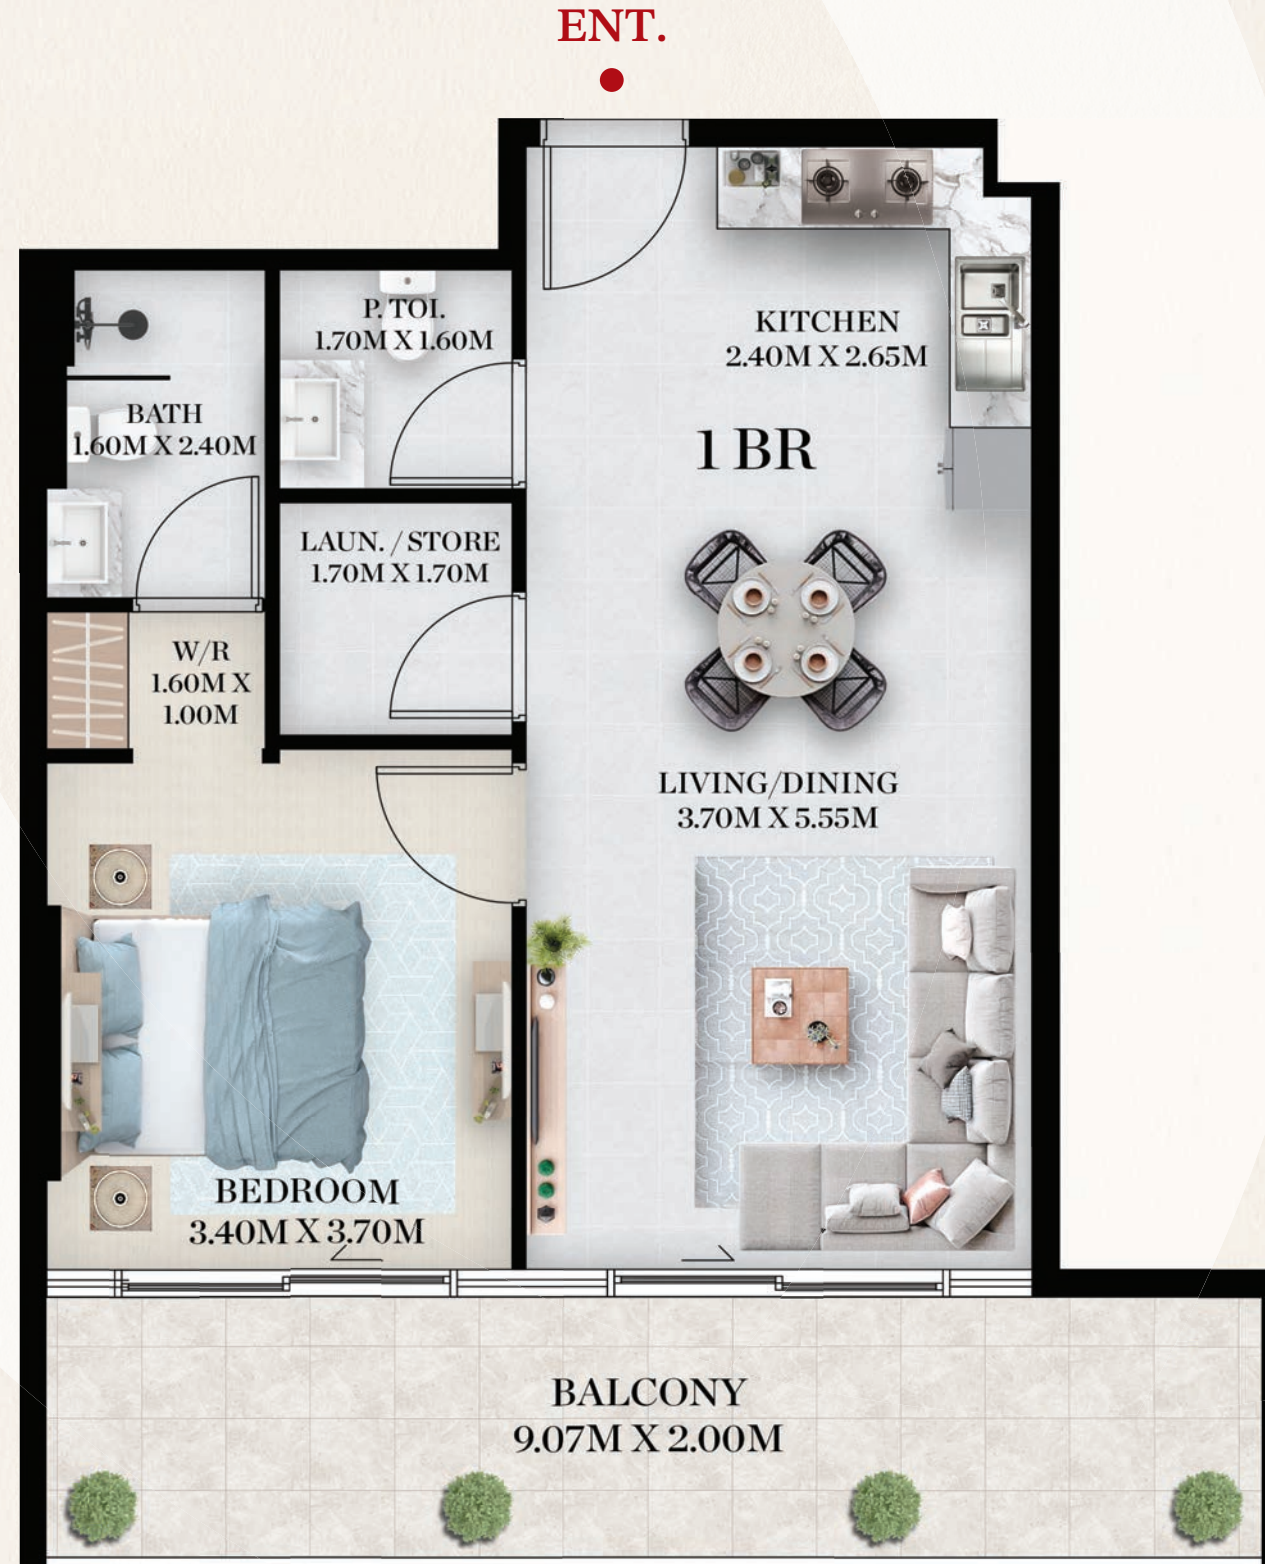 ENT.
P. TOI.
1.70M X 1.60M
KITCHEN
2.40M X 2.65M
BATH
1.60M X 2.40M
1 BR
LAUN. / STORE
1.70M X 1.70M
W/R
1.60M X
1.00M
LIVING/DINING
3.70M X 5.55M
BEDROOM
3.40M X 3.70M
BALCONY
9.07M X 2.00M